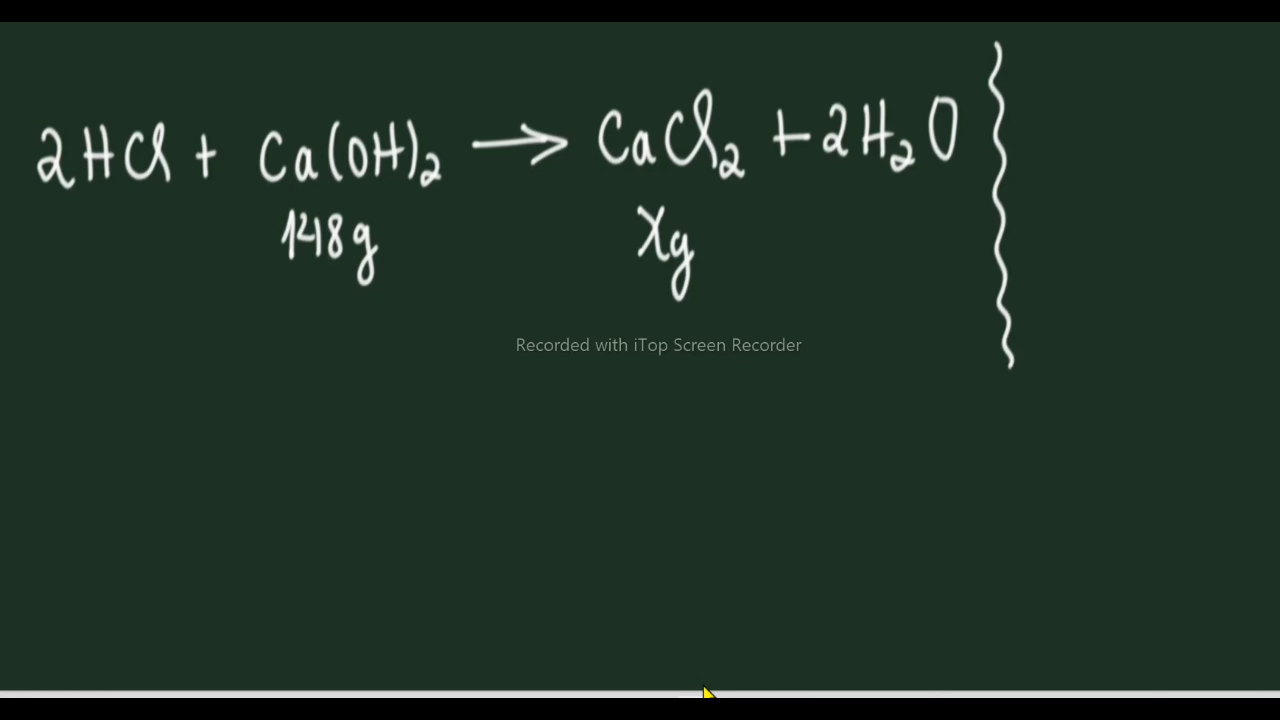 2HCl + Ca(OH)₂ ⟶ CaCl₂ + 2H₂O
148g Xg
Recorded with iTop Screen Recorder